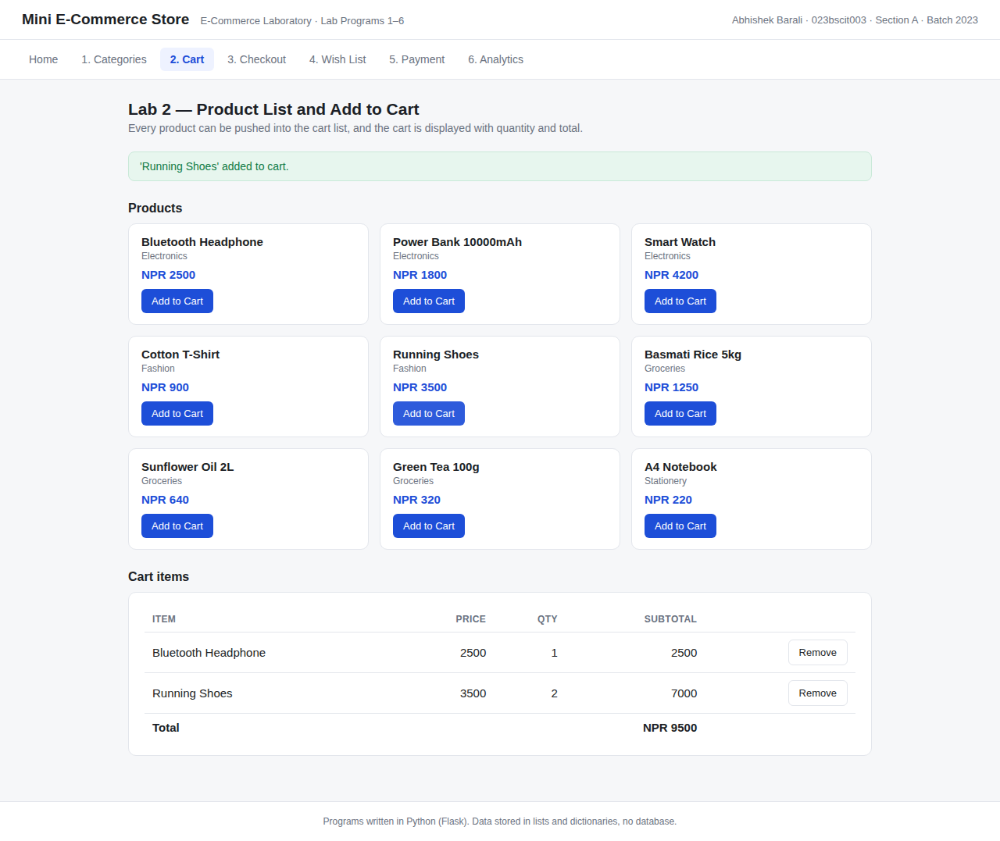 Mini E-Commerce Store E-Commerce Laboratory · Lab Programs 1–6 Abhishek Barali · 023bscit003 · Section A · Batch 2023
Home 1. Categories 2. Cart 3. Checkout 4. Wish List 5. Payment 6. Analytics
Lab 2 — Product List and Add to Cart
Every product can be pushed into the cart list, and the cart is displayed with quantity and total.
'Running Shoes' added to cart.
Products
Bluetooth Headphone
Electronics
NPR 2500
Add to Cart
Power Bank 10000mAh
Electronics
NPR 1800
Add to Cart
Smart Watch
Electronics
NPR 4200
Add to Cart
Cotton T-Shirt
Fashion
NPR 900
Add to Cart
Running Shoes
Fashion
NPR 3500
Add to Cart
Basmati Rice 5kg
Groceries
NPR 1250
Add to Cart
Sunflower Oil 2L
Groceries
NPR 640
Add to Cart
Green Tea 100g
Groceries
NPR 320
Add to Cart
A4 Notebook
Stationery
NPR 220
Add to Cart
Cart items
ITEM PRICE QTY SUBTOTAL
Bluetooth Headphone 2500 1 2500 Remove
Running Shoes 3500 2 7000 Remove
Total NPR 9500
Programs written in Python (Flask). Data stored in lists and dictionaries, no database.